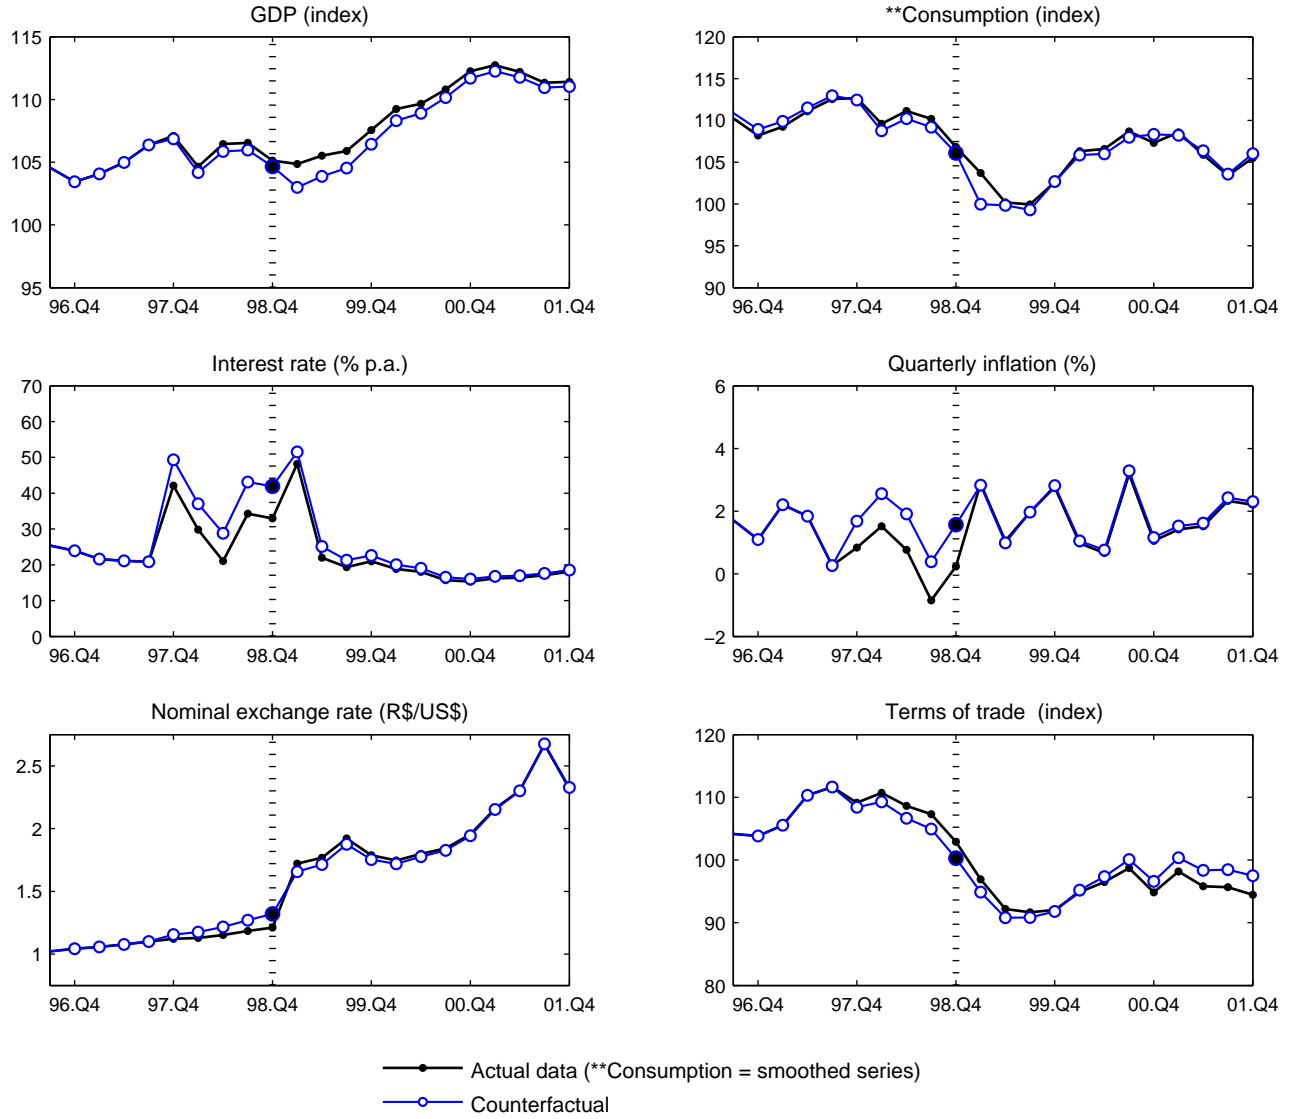 GDP (index)
115
110
105
100
95
96.Q4 97.Q4 98.Q4 99.Q4 00.Q4 01.Q4
**Consumption (index)
120
115
110
105
100
95
90
96.Q4 97.Q4 98.Q4 99.Q4 00.Q4 01.Q4
Interest rate (% p.a.)
70
60
50
40
30
20
10
0
96.Q4 97.Q4 98.Q4 99.Q4 00.Q4 01.Q4
Quarterly inflation (%)
6
4
2
0
−2
96.Q4 97.Q4 98.Q4 99.Q4 00.Q4 01.Q4
Nominal exchange rate (R$/US$)
2.5
2
1.5
1
96.Q4 97.Q4 98.Q4 99.Q4 00.Q4 01.Q4
Terms of trade (index)
120
110
100
90
80
96.Q4 97.Q4 98.Q4 99.Q4 00.Q4 01.Q4
Actual data (**Consumption = smoothed series)
Counterfactual